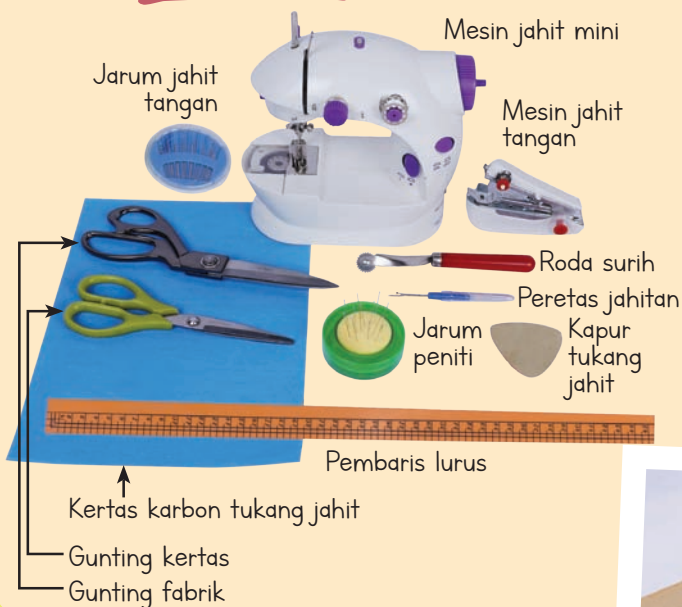 Mesin jahit mini
Jarum jahit
tangan
Mesin jahit
tangan
Roda surih
Peretas jahitan
Jarum
peniti
Kapur
tukang
jahit
Pembaris lurus
Kertas karbon tukang jahit
Gunting kertas
Gunting fabrik